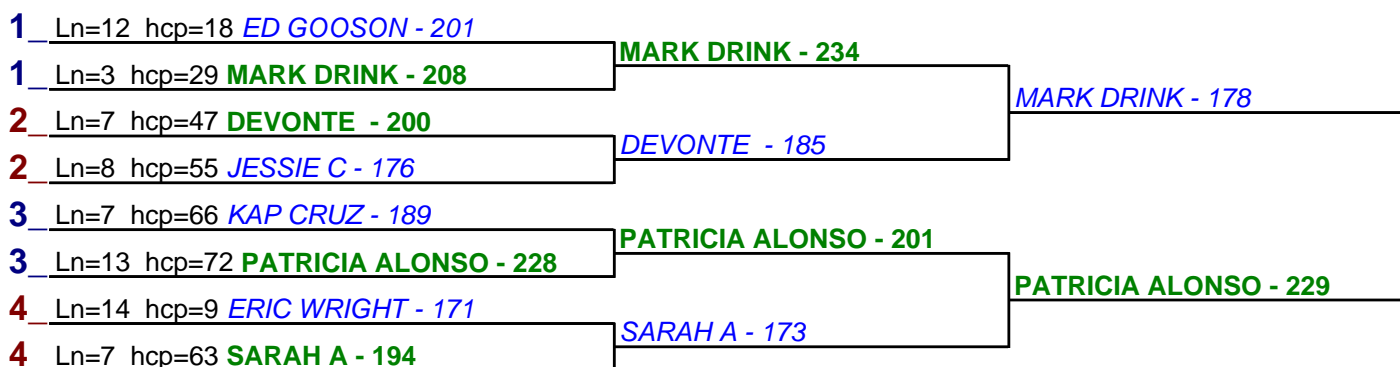 1_ Ln=12 hcp=18 ED GOOSON - 201
MARK DRINK - 234
1_ Ln=3 hcp=29 MARK DRINK - 208
MARK DRINK - 178
2_ Ln=7 hcp=47 DEVONTE - 200
DEVONTE - 185
2_ Ln=8 hcp=55 JESSIE C - 176
3_ Ln=7 hcp=66 KAP CRUZ - 189
PATRICIA ALONSO - 201
3_ Ln=13 hcp=72 PATRICIA ALONSO - 228
PATRICIA ALONSO - 229
4_ Ln=14 hcp=9 ERIC WRIGHT - 171
SARAH A - 173
4 Ln=7 hcp=63 SARAH A - 194